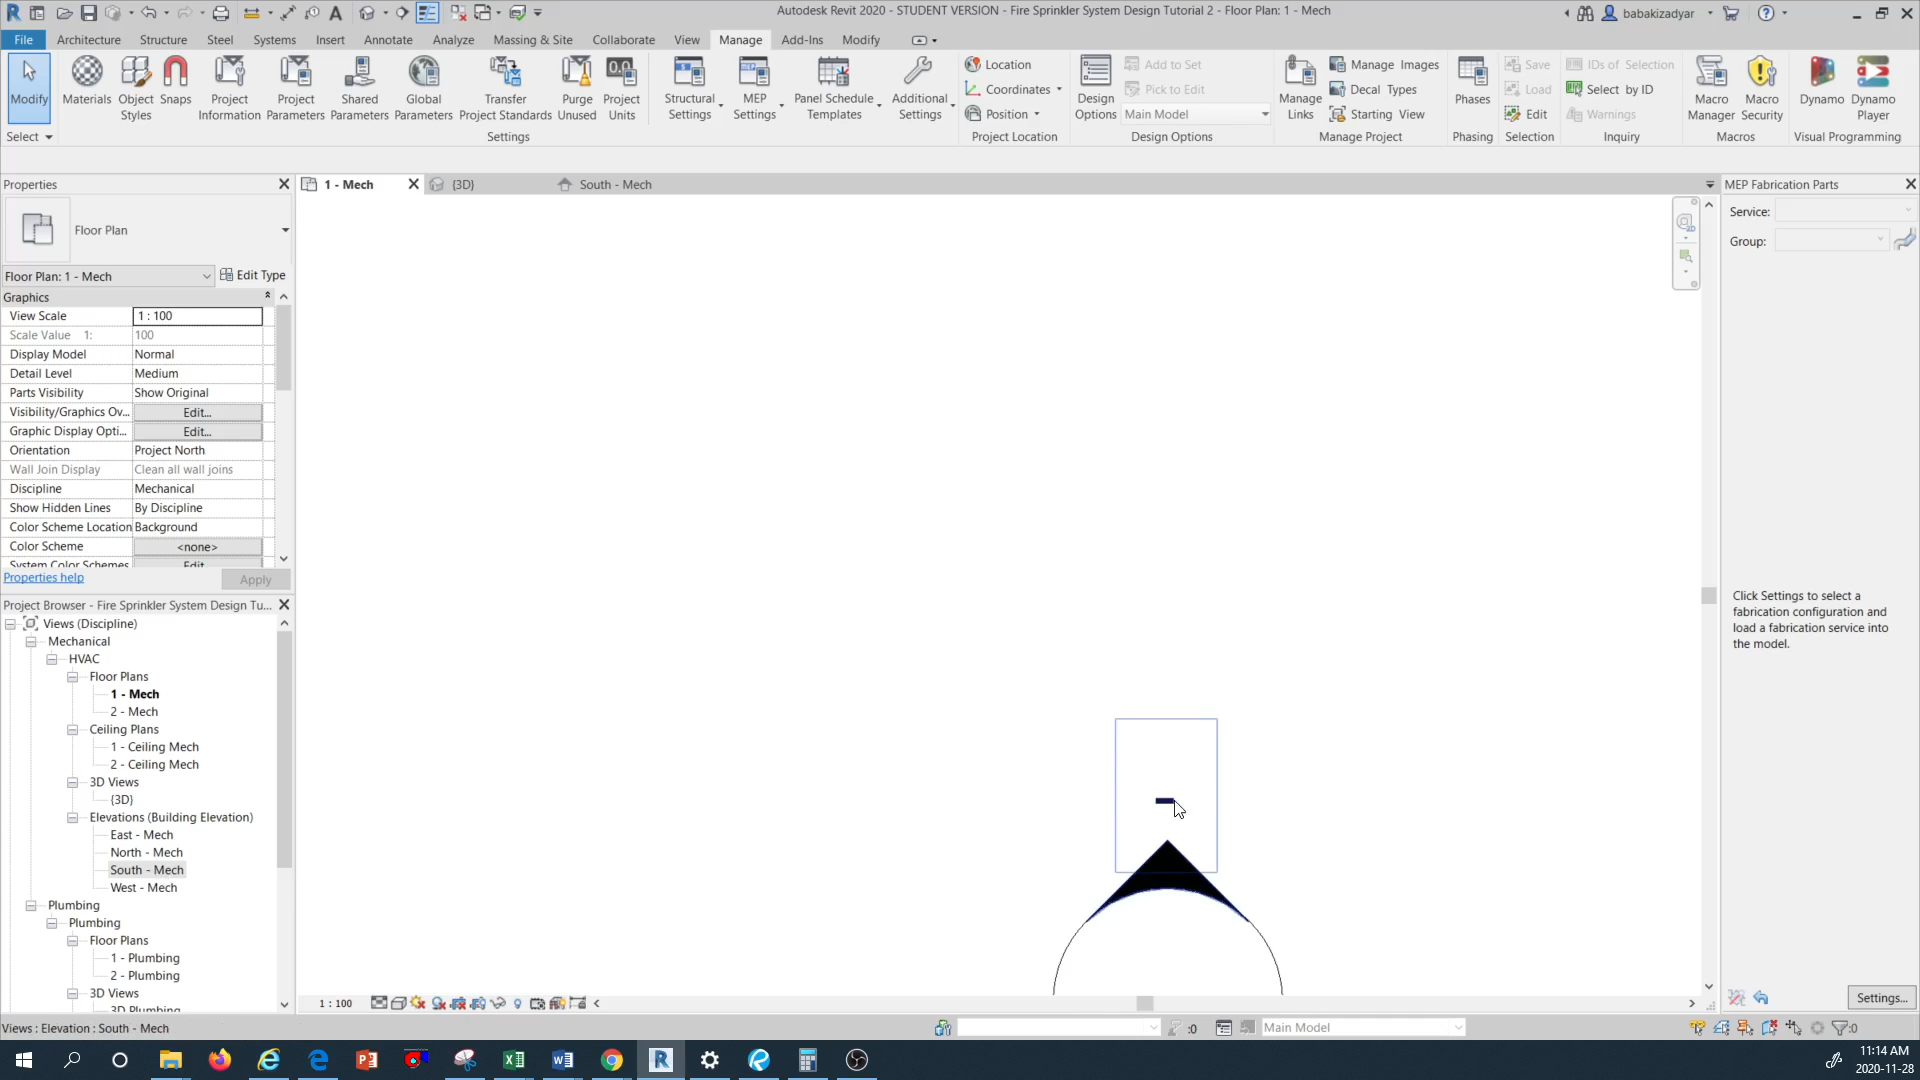 Autodesk Revit 2020 - STUDENT VERSION - Fire Sprinkler System Design Tutorial 2 - Floor Plan: 1 - Mech
babakizadyar
File Architecture Structure Steel Systems Insert Annotate Analyze Massing & Site Collaborate View Manage Add-Ins Modify
Modify
Materials
Object Styles
Snaps
Project Information
Project Parameters
Shared Parameters
Global Parameters
Transfer Project Standards
Purge Unused
Project Units
Structural Settings
MEP Settings
Panel Schedule Templates
Additional Settings
Location
Coordinates
Position
Design Options
Add to Set
Pick to Edit
Main Model
Manage Links
Manage Images
Decal Types
Starting View
Phases
Save
Load
Edit
IDs of Selection
Select by ID
Warnings
Macro Manager
Macro Security
Dynamo
Dynamo Player
Select Settings Project Location Design Options Manage Project Phasing Selection Inquiry Macros Visual Programming
Properties
1 - Mech
{3D}
South - Mech
MEP Fabrication Parts
Floor Plan
Service:
Group:
Floor Plan: 1 - Mech
Edit Type
Graphics
View Scale 1 : 100
Scale Value 1: 100
Display Model Normal
Detail Level Medium
Parts Visibility Show Original
Visibility/Graphics Ov... Edit...
Graphic Display Opti... Edit...
Orientation Project North
Wall Join Display Clean all wall joins
Discipline Mechanical
Show Hidden Lines By Discipline
Color Scheme Location Background
Color Scheme <none>
System Color Schemes Edit...
Properties help
Apply
Project Browser - Fire Sprinkler System Design Tu...
Views (Discipline)
Mechanical
HVAC
Floor Plans
1 - Mech
2 - Mech
Ceiling Plans
1 - Ceiling Mech
2 - Ceiling Mech
3D Views
{3D}
Elevations (Building Elevation)
East - Mech
North - Mech
South - Mech
West - Mech
Plumbing
Plumbing
Floor Plans
1 - Plumbing
2 - Plumbing
3D Views
3D Plumbing
Click Settings to select a
fabrication configuration and
load a fabrication service into
the model.
1 : 100
Settings...
Views : Elevation : South - Mech
:0
Main Model
:0
11:14 AM
2020-11-28